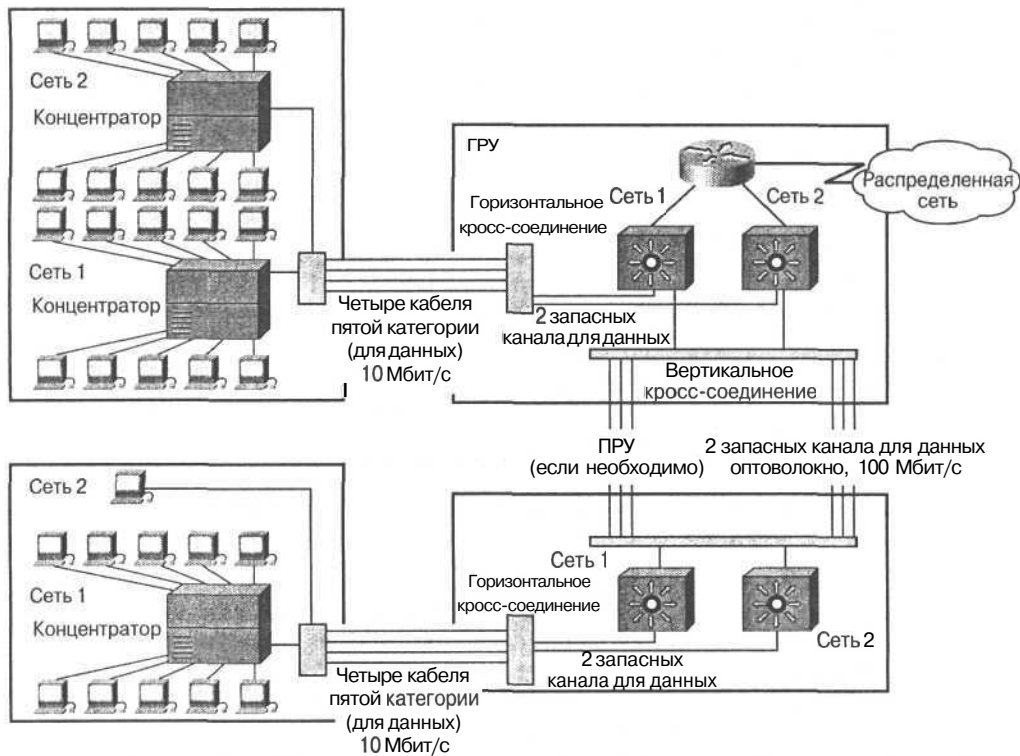 Сеть 2
Концентратор
Сеть 1
Концентратор
Четыре кабеля
пятой категории
(для данных)
10 Мбит/с
ГРУ
Горизонтальное
кросс-соединение
Сеть 1
Сеть 2
Распределенная
сеть
2 запасных
канала для данных
Вертикальное
кросс-соединение
ПРУ
(если необходимо)
2 запасных канала для данных
оптоволокно, 100 Мбит/с
Сеть 2
Сеть 1
Концентратор
Четыре кабеля
пятой категории
(для данных)
10 Мбит/с
Горизонтальное
кросс-соединение
Сеть 1
Сеть 2
2 запасных
канала для данных